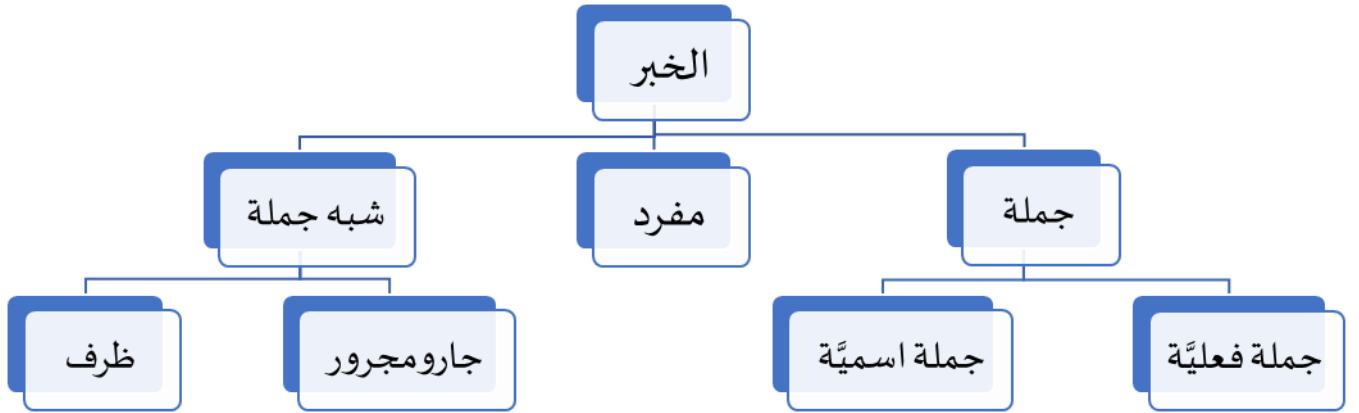 الخبر
جملة
مفرد
شبه جملة
جملة فعليَّة
جملة اسميَّة
جارومجرور
ظرف